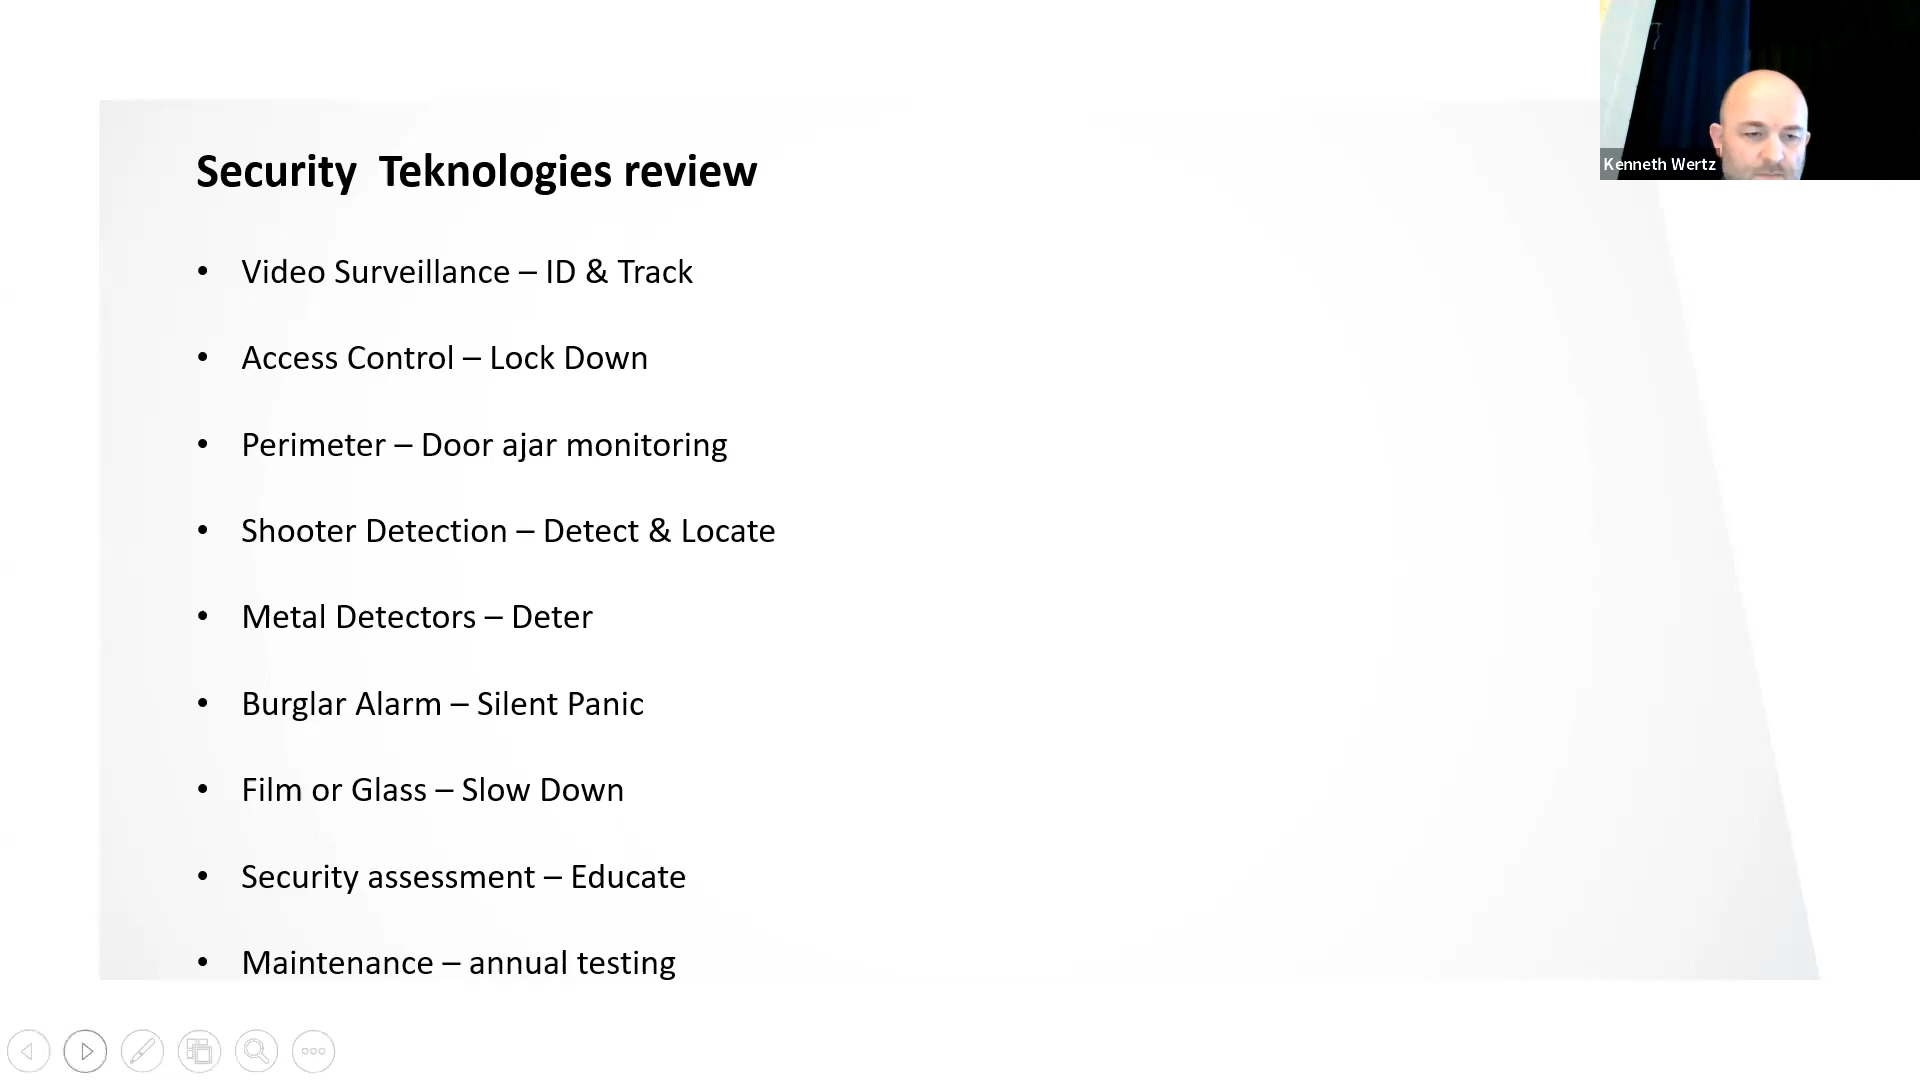 Security  Teknologies review
• Video Surveillance – ID & Track
• Access Control – Lock Down
• Perimeter – Door ajar monitoring
• Shooter Detection – Detect & Locate
• Metal Detectors – Deter
• Burglar Alarm – Silent Panic
• Film or Glass – Slow Down
• Security assessment – Educate
• Maintenance – annual testing
Kenneth Wertz